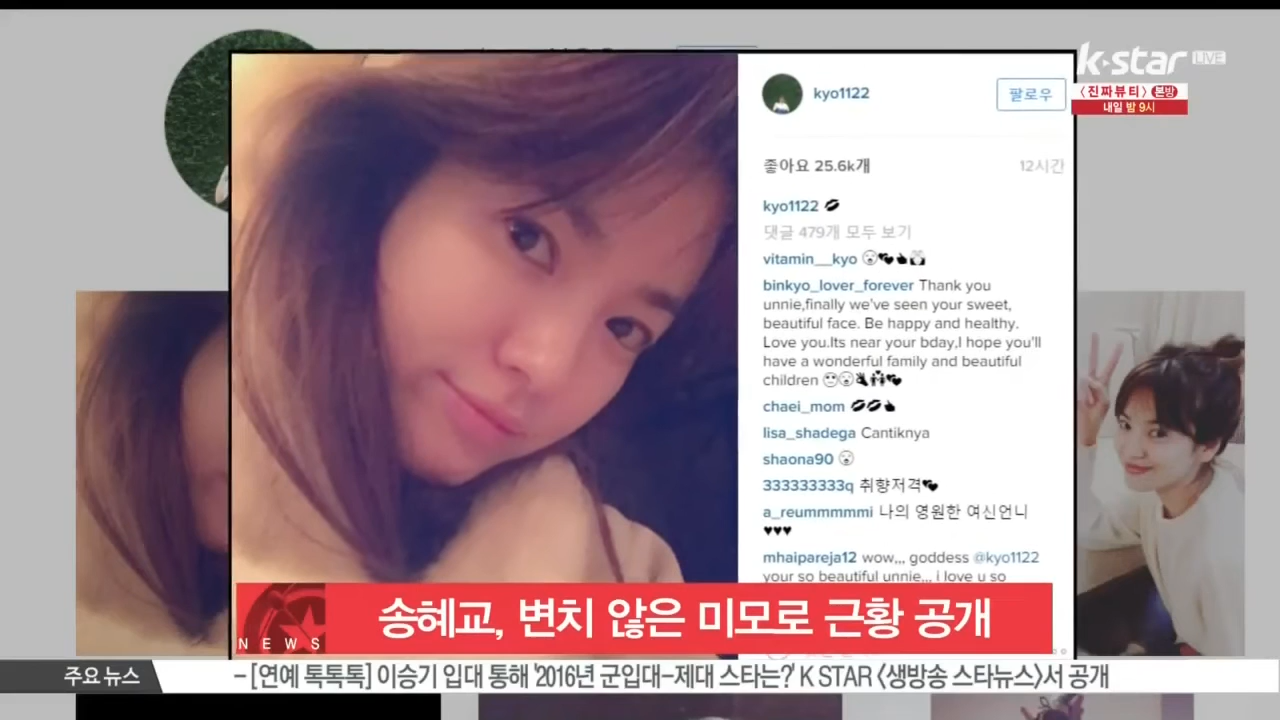 k·star LIVE
〈진짜뷰티〉 본방
내일 밤 9시
kyo1122
팔로우
좋아요 25.6k개
12시간
kyo1122
댓글 479개 모두 보기
vitamin__kyo
binkyo_lover_forever Thank you
unnie,finally we've seen your sweet,
beautiful face. Be happy and healthy.
Love you.Its near your bday,I hope you'll
have a wonderful family and beautiful
children
chaei_mom
lisa_shadega Cantiknya
shaona90
333333333q 취향저격
a_reummmmmi 나의 영원한 여신언니
♥♥♥
mhaipareja12 wow,,, goddess @kyo1122
your so beautiful unnie,,, i love u so
NEWS
송혜교, 변치 않은 미모로 근황 공개
주요 뉴스
-[연예 톡톡톡] 이승기 입대 통해 '2016년 군입대-제대 스타는?' K STAR 〈생방송 스타뉴스〉서 공개